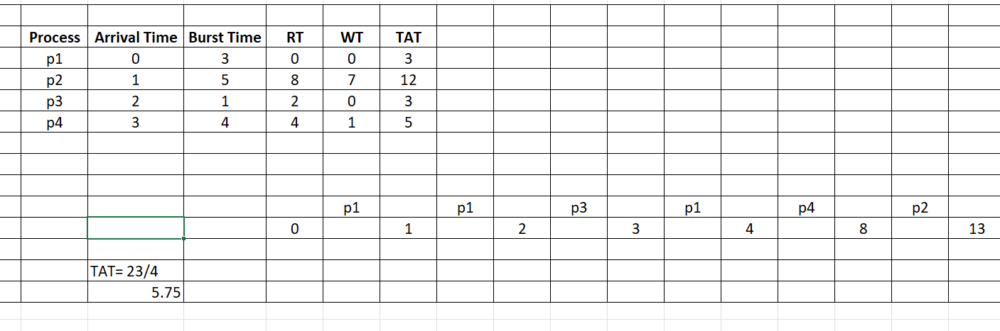 Process Arrival Time Burst Time RT WT TAT
p1 0 3 0 0 3
p2 1 5 8 7 12
p3 2 1 2 0 3
p4 3 4 4 1 5
p1 p1 p3 p1 p4 p2
0 1 2 3 4 8 13
TAT= 23/4
5.75